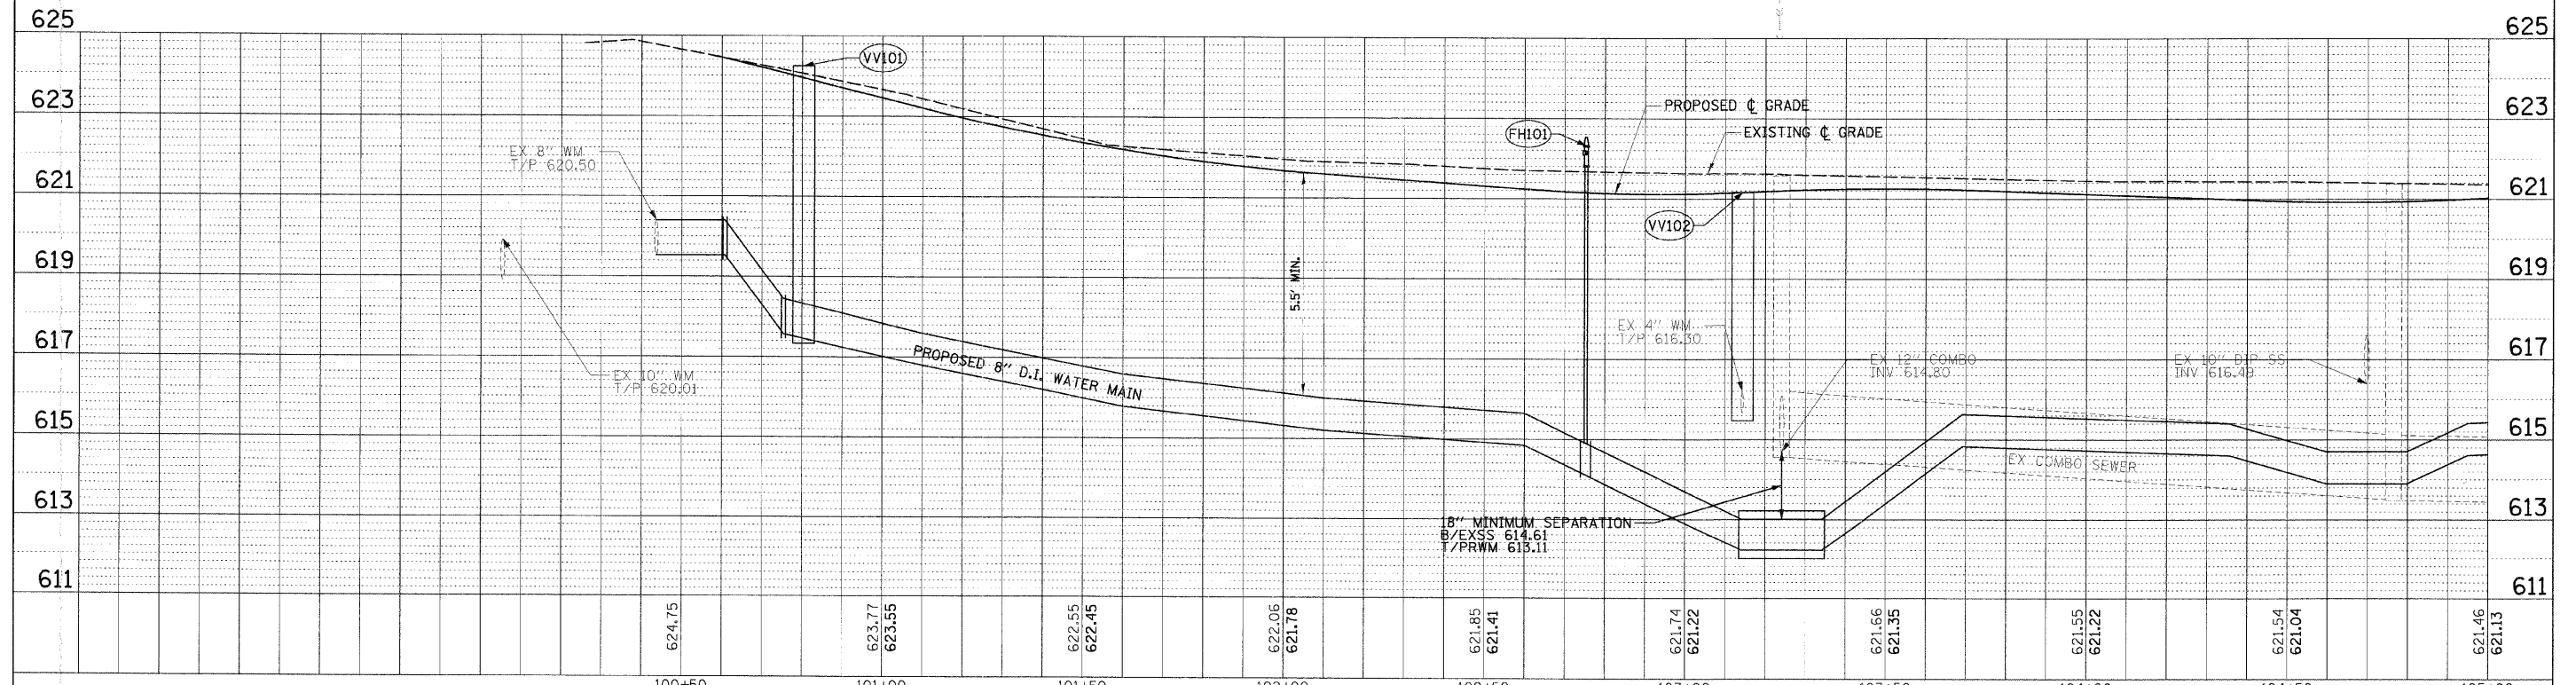 625
625
VV101
623
PROPOSED ℄ GRADE
623
FH101
EXISTING ℄ GRADE
EX 8" WM
T/P 620.50
621
621
VV102
619
5.5' MIN.
619
EX 4" WM
T/P 616.30
617
PROPOSED 8" D.I. WATER MAIN
EX 12" COMBO
INV 614.80
EX 10" DIP SS
INV 616.49
617
EX 10" WM
T/P 620.01
615
615
EX COMBO SEWER
613
18" MINIMUM SEPARATION
B/EXSS 614.61
T/PRWM 613.11
613
611
611
624.75
623.77
623.55
622.55
622.45
622.06
621.78
621.85
621.41
621.74
621.22
621.66
621.35
621.55
621.22
621.54
621.04
621.46
621.13